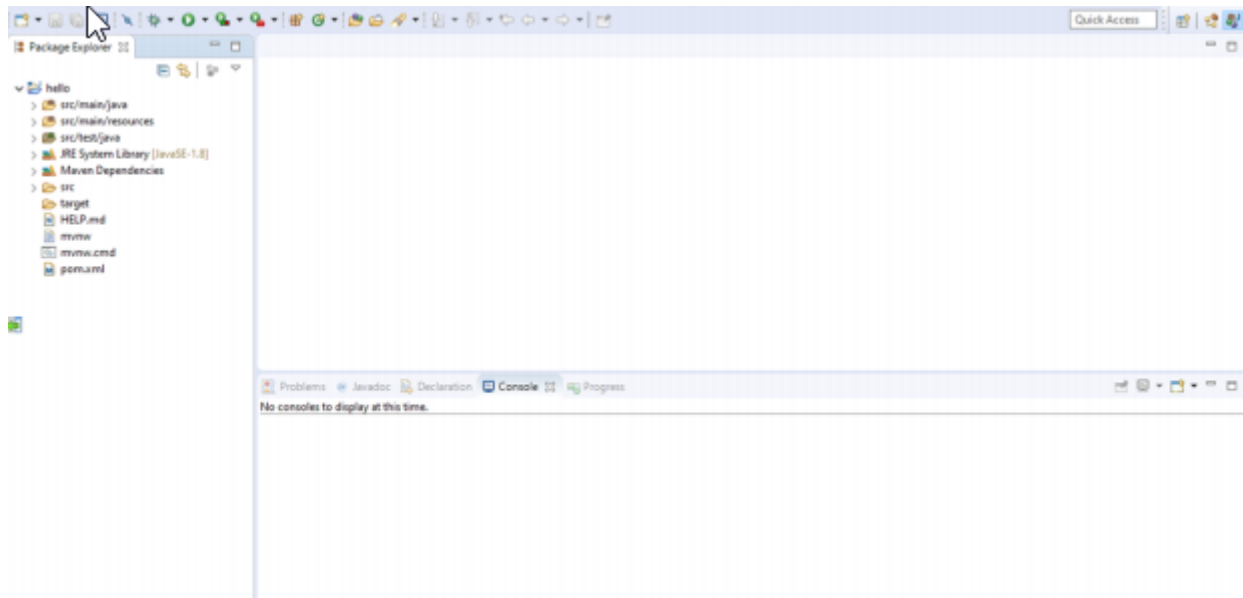 Quick Access
Package Explorer
hello
src/main/java
src/main/resources
src/test/java
JRE System Library [JavaSE-1.8]
Maven Dependencies
src
target
HELP.md
mvnw
mvnw.cmd
pom.xml
Problems Javadoc Declaration Console Progress
No consoles to display at this time.